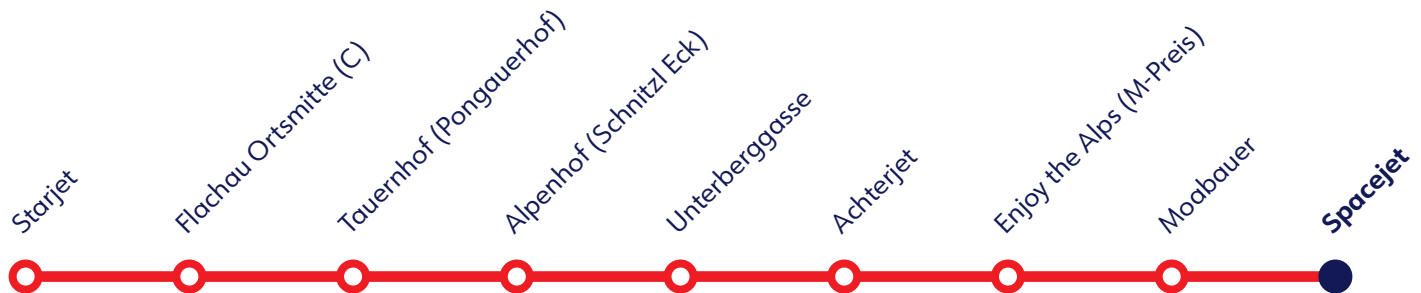 Starjet
Flachau Ortsmitte (C)
Tauernhof (Pongauerhof)
Alpenhof (Schnitzl Eck)
Unterberggasse
Achterjet
Enjoy the Alps (M-Preis)
Moabauer
Spacejet